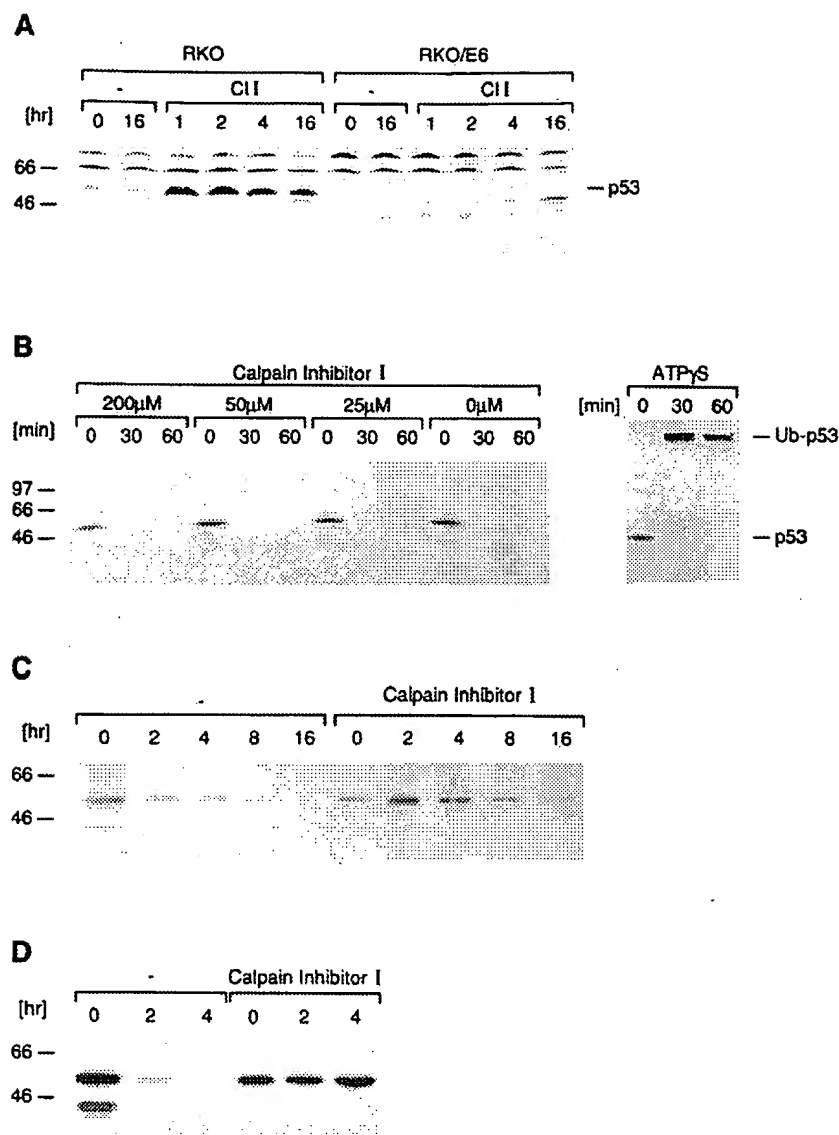 A
RKO RKO/E6
- CI I - CI I
[hr] 0 16 1 2 4 16 0 16 1 2 4 16
66 —
— p53
46 —
B
Calpain Inhibitor I ATPγS
200µM 50µM 25µM 0µM
[min] 0 30 60 0 30 60 0 30 60 0 30 60 [min] 0 30 60
— Ub-p53
97 —
66 —
46 — — p53
C
- Calpain Inhibitor I
[hr] 0 2 4 8 16 0 2 4 8 16
66 —
46 —
D
- Calpain Inhibitor I
[hr] 0 2 4 0 2 4
66 —
46 —